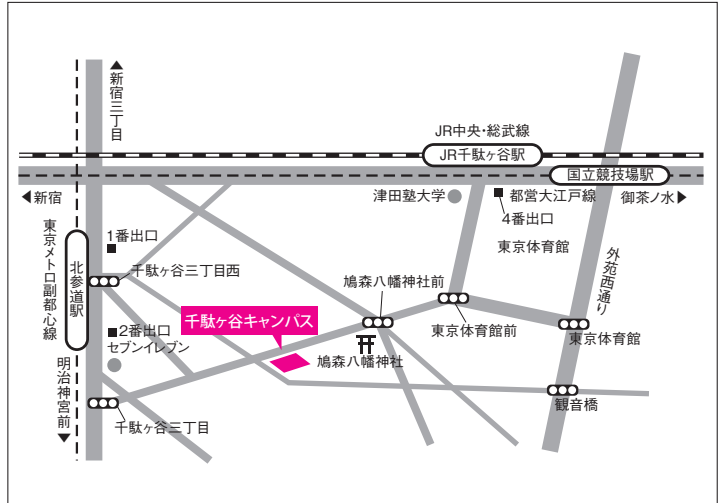 ▲新宿三丁目
JR中央・総武線
JR千駄ヶ谷駅
国立競技場駅
◀新宿
津田塾大学
都営大江戸線
御茶ノ水▶
4番出口
東京体育館
外苑西通り
東京メトロ副都心線
北参道駅
1番出口
千駄ヶ谷三丁目西
鳩森八幡神社前
千駄ヶ谷キャンパス
2番出口
セブンイレブン
東京体育館前
東京体育館
鳩森八幡神社
明治神宮前▼
観音橋
千駄ヶ谷三丁目